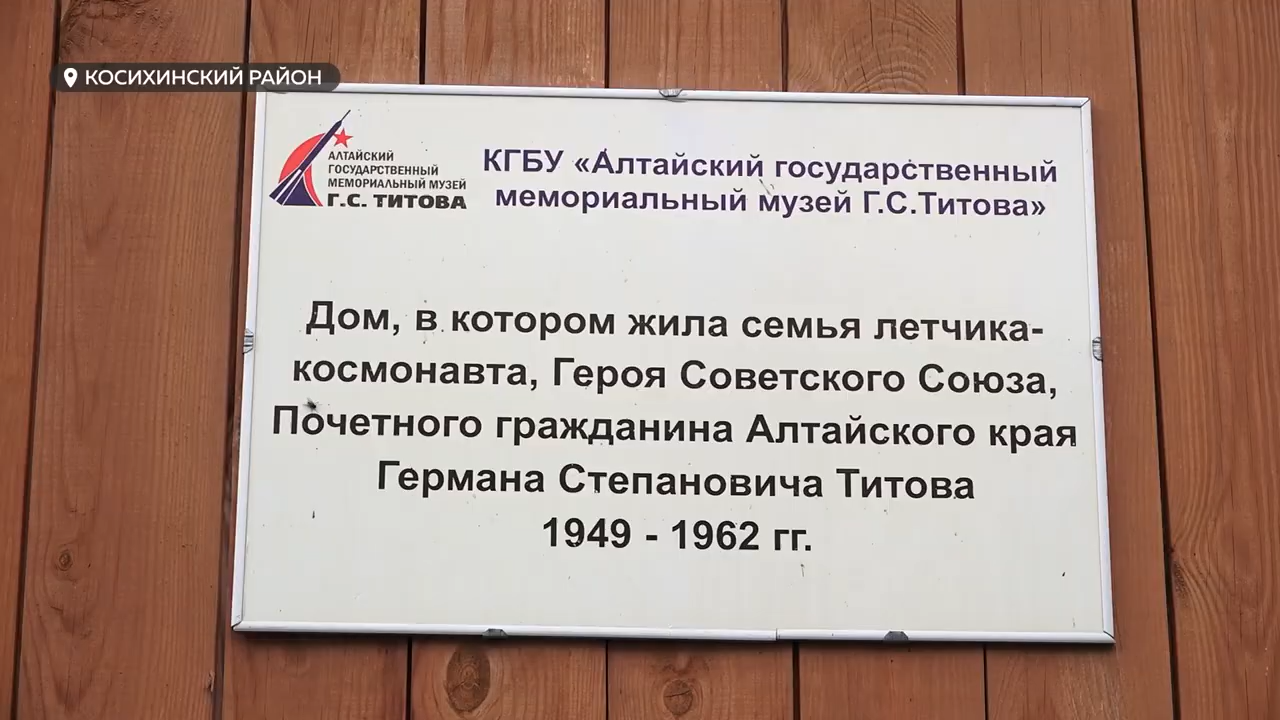 КОСИХИНСКИЙ РАЙОН
АЛТАЙСКИЙ
ГОСУДАРСТВЕННЫЙ
МЕМОРИАЛЬНЫЙ МУЗЕЙ
Г.С. ТИТОВА
КГБУ «Алтайский государственный
мемориальный музей Г.С.Титова»
Дом, в котором жила семья летчика-
космонавта, Героя Советского Союза,
Почетного гражданина Алтайского края
Германа Степановича Титова
1949 - 1962 гг.